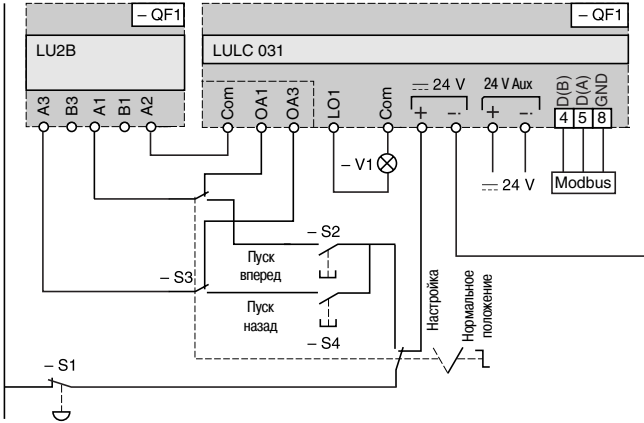 – QF1
– QF1
LU2B
LULC 031
24 V
24 V Aux
A3
B3
A1
B1
A2
Com
OA1
OA3
LO1
Com
+
–
+
–
D(B)
D(A)
GND
4 5 8
– V1
24 V
Modbus
– S2
Пуск
вперед
– S3
Пуск
назад
– S4
Настройка
Нормальное
положение
– S1